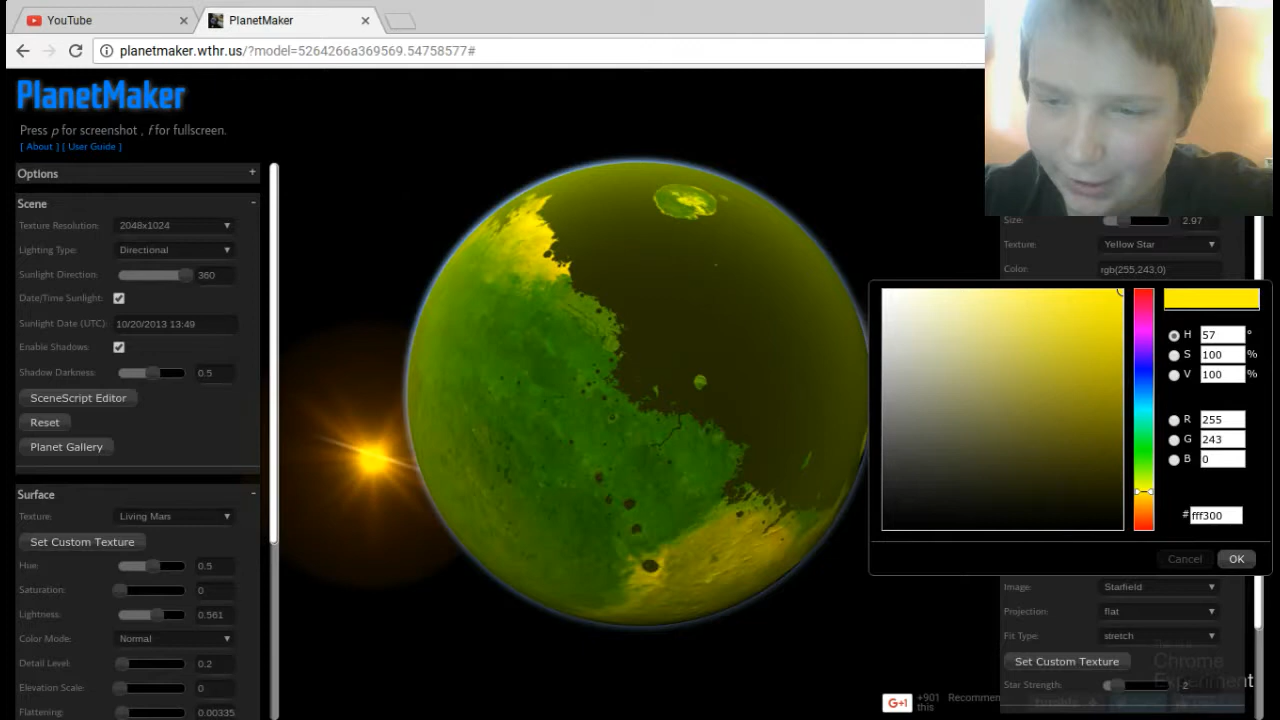 YouTube
PlanetMaker
planetmaker.wthr.us/?model=5264266a369569.54758577#
PlanetMaker
Press p for screenshot , f for fullscreen.
[ About ] [ User Guide ]
Options +
Scene -
Texture Resolution: 2048x1024
Lighting Type: Directional
Sunlight Direction: 360
Date/Time Sunlight:
Sunlight Date (UTC): 10/20/2013 13:49
Enable Shadows:
Shadow Darkness: 0.5
SceneScript Editor
Reset
Planet Gallery
Surface -
Texture: Living Mars
Set Custom Texture
Hue: 0.5
Saturation: 0
Lightness: 0.561
Color Mode: Normal
Detail Level: 0.2
Elevation Scale: 0
Flattening: 0.00335
Size: 2.97
Texture: Yellow Star
Color: rgb(255,243,0)
H 57 °
S 100 %
V 100 %
R 255
G 243
B 0
# fff300
Cancel OK
Image: Starfield
Projection: flat
Fit Type: stretch
Set Custom Texture
Star Strength: 2
This is a
Chrome
Experiment
G+1 +901 Recommend
this